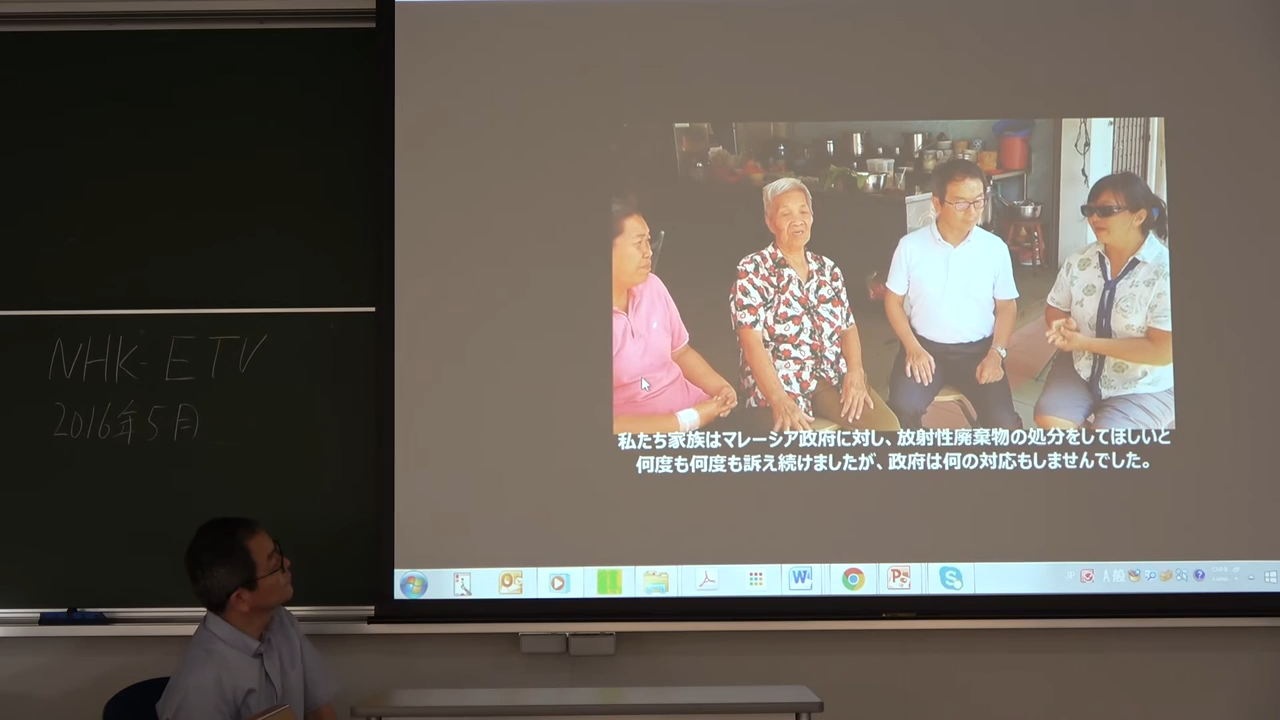 NHK-ETV
2016年5月
私たち家族はマレーシア政府に対し、放射性廃棄物の処分をしてほしいと
何度も何度も訴え続けましたが、政府は何の対応もしませんでした。
JP
A 般